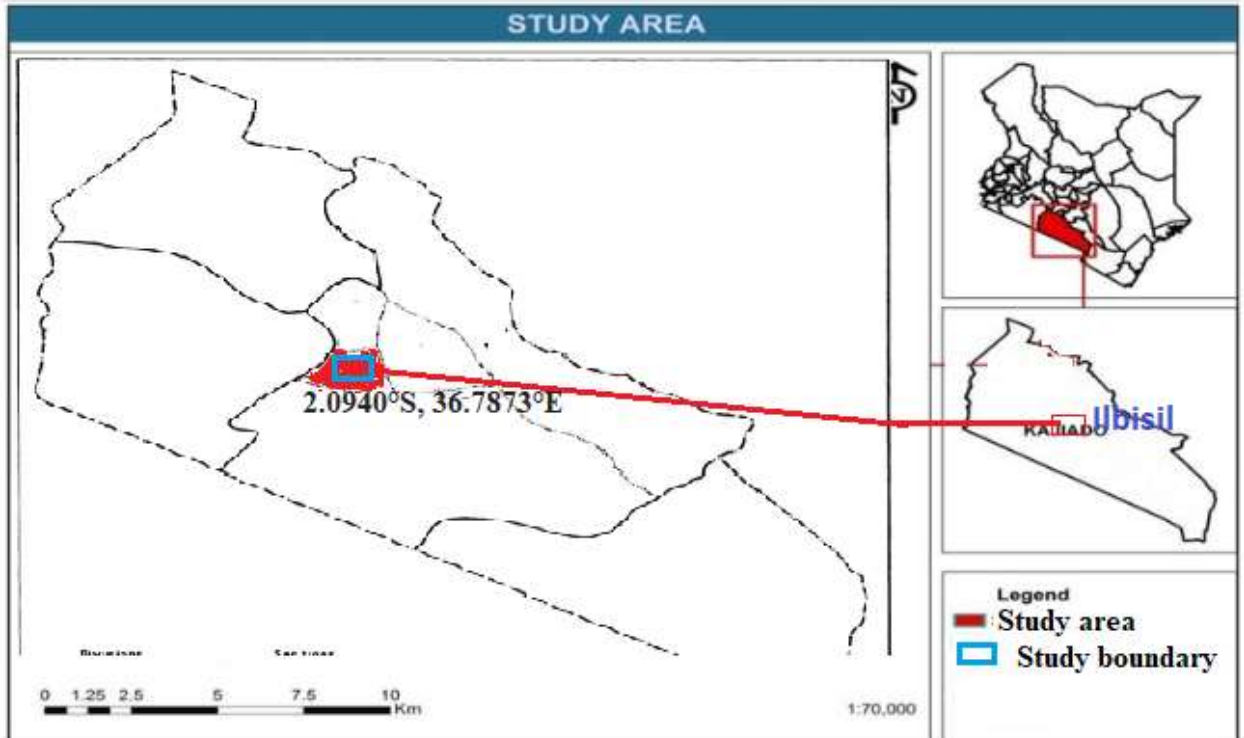 STUDY AREA
N
2.0940°S, 36.7873°E
KAJIADO
Ilbisil
Legend
Study area
Study boundary
0 1.25 2.5 5 7.5 10
Km
1:70,000